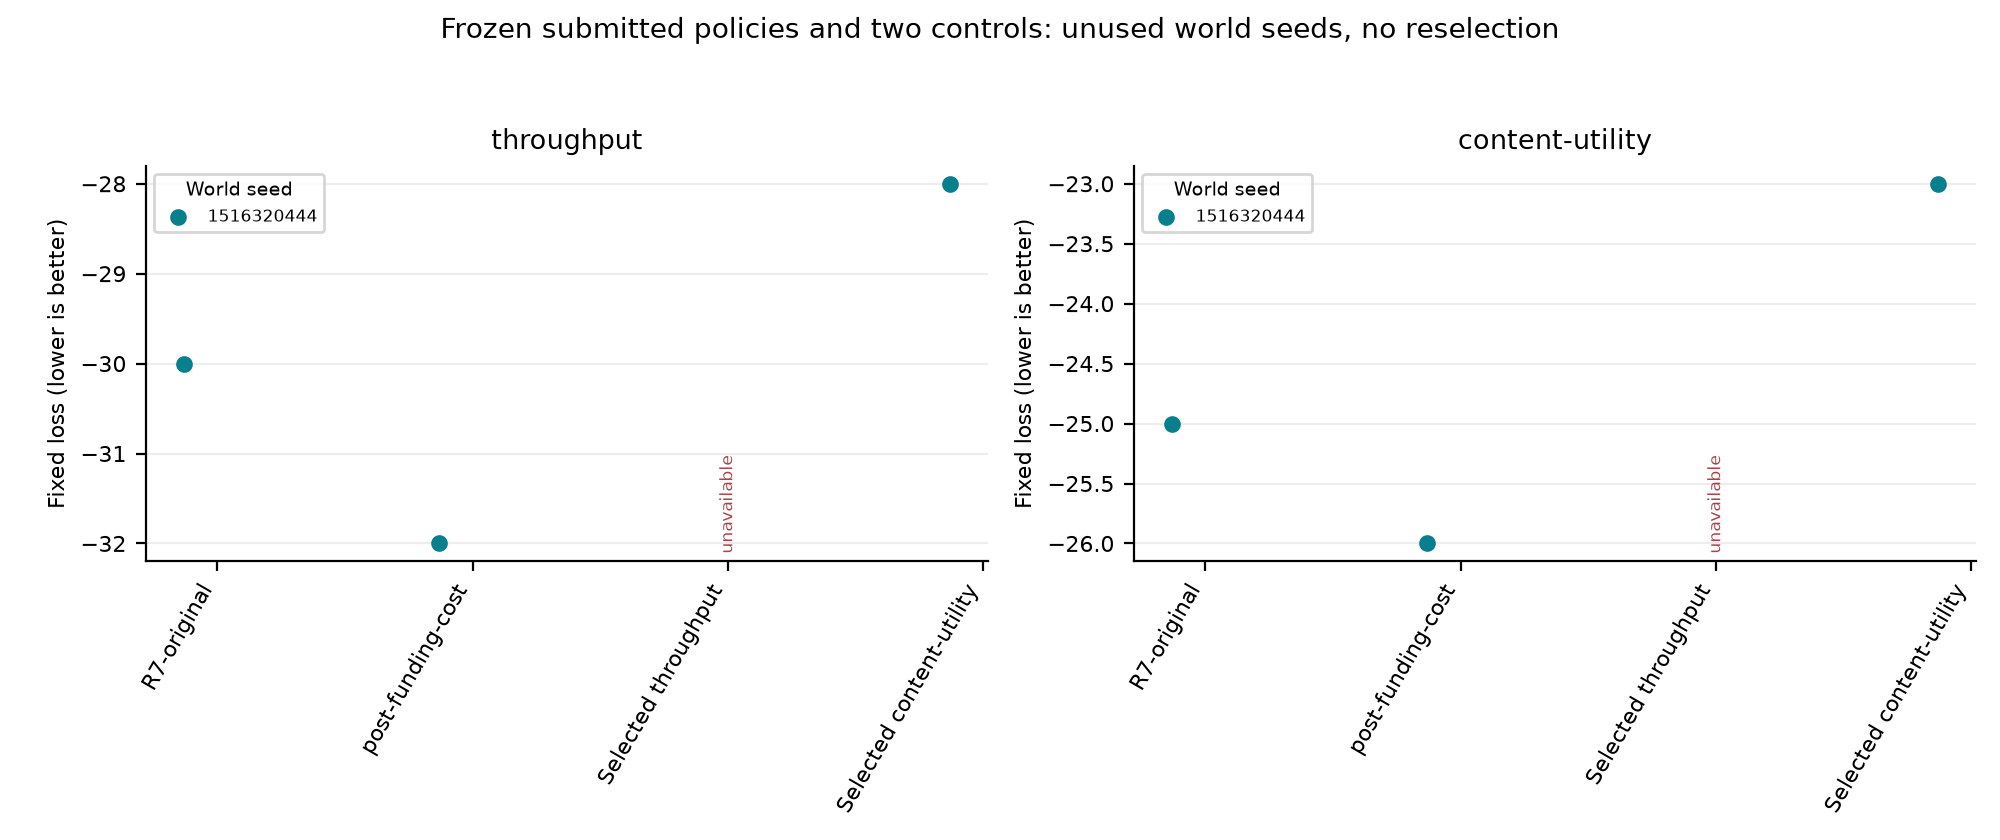 Frozen submitted policies and two controls: unused world seeds, no reselection
throughput
Fixed loss (lower is better)
−28
−29
−30
−31
−32
World seed
1516320444
unavailable
R7-original
post-funding-cost
Selected throughput
Selected content-utility
content-utility
Fixed loss (lower is better)
−23.0
−23.5
−24.0
−24.5
−25.0
−25.5
−26.0
World seed
1516320444
unavailable
R7-original
post-funding-cost
Selected throughput
Selected content-utility